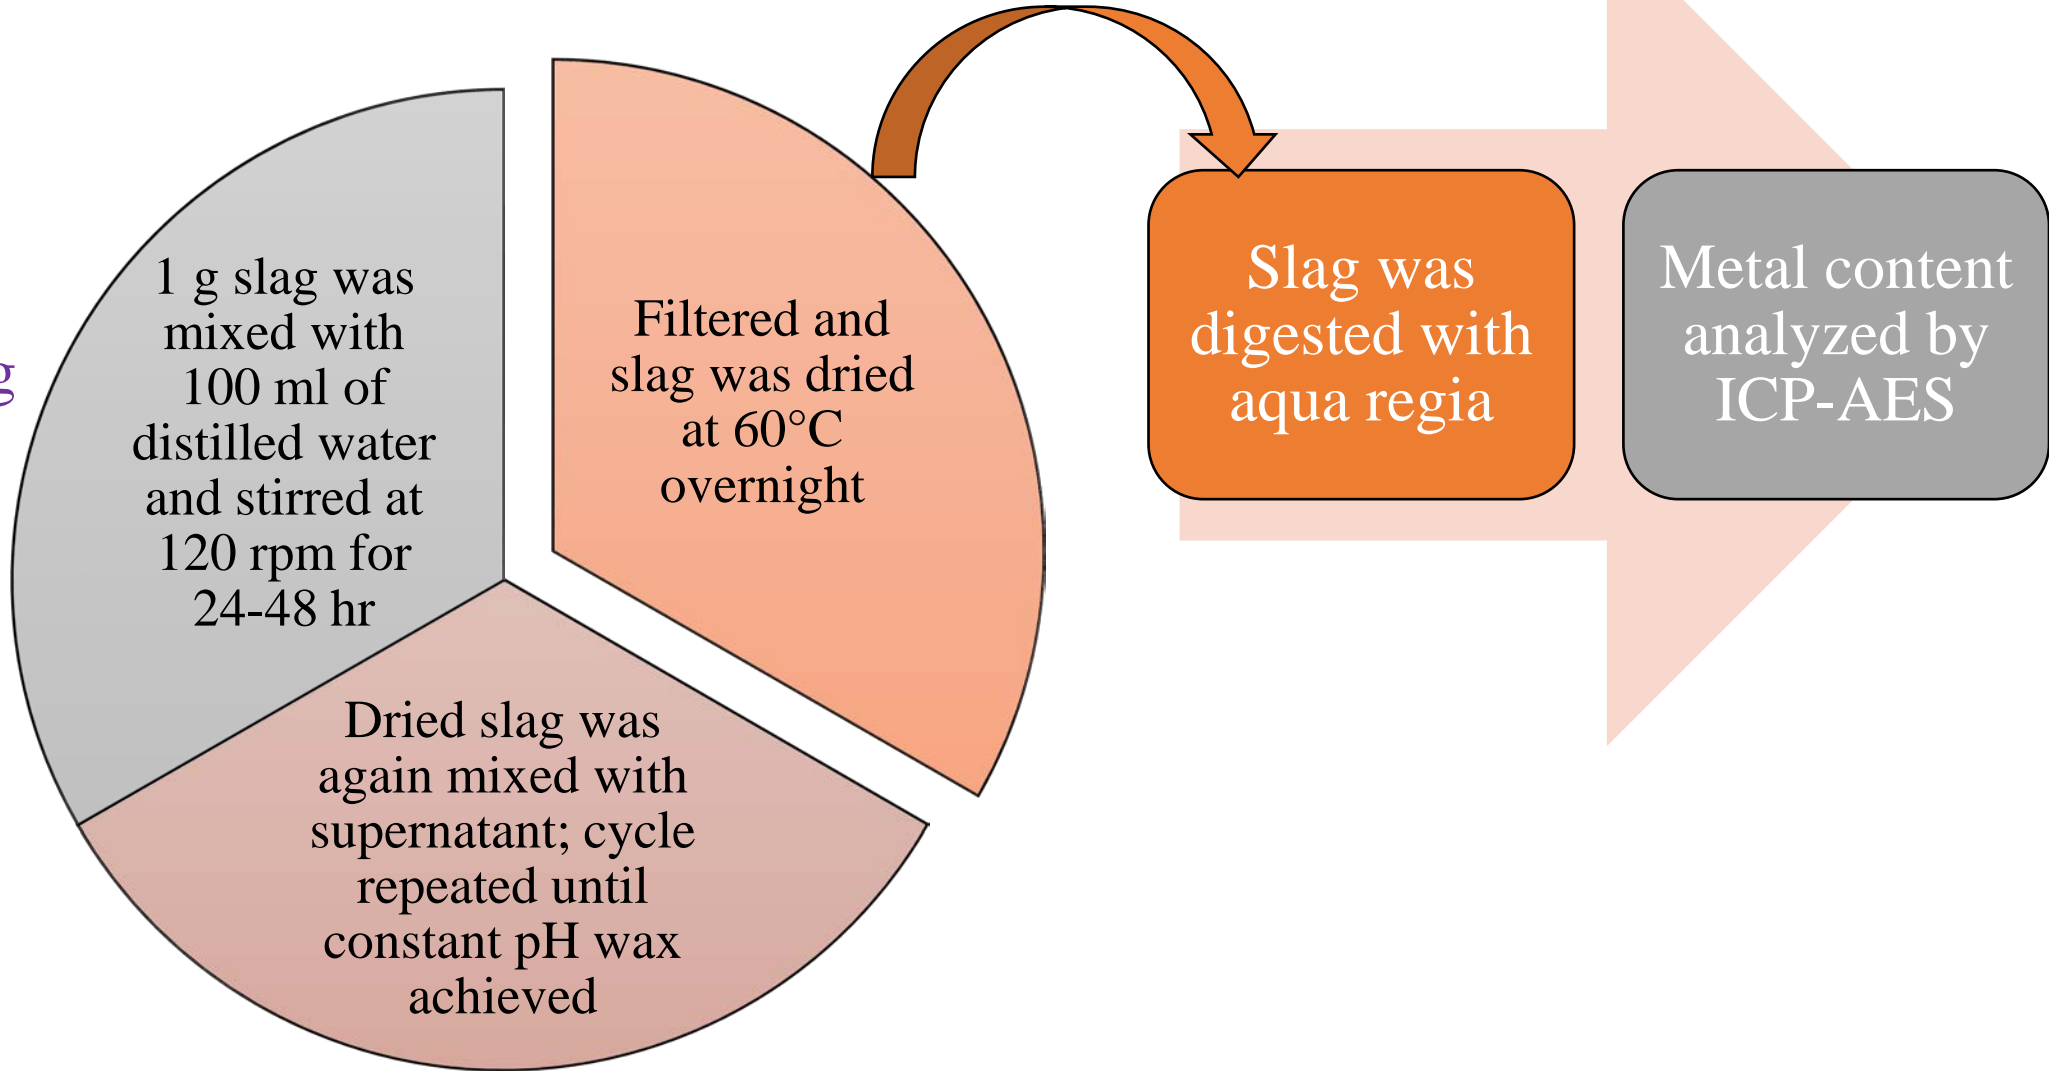 1 g slag was
mixed with
100 ml of
distilled water
and stirred at
120 rpm for
24-48 hr
Filtered and
slag was dried
at 60°C
overnight
Dried slag was
again mixed with
supernatant; cycle
repeated until
constant pH wax
achieved
Slag was
digested with
aqua regia
Metal content
analyzed by
ICP-AES